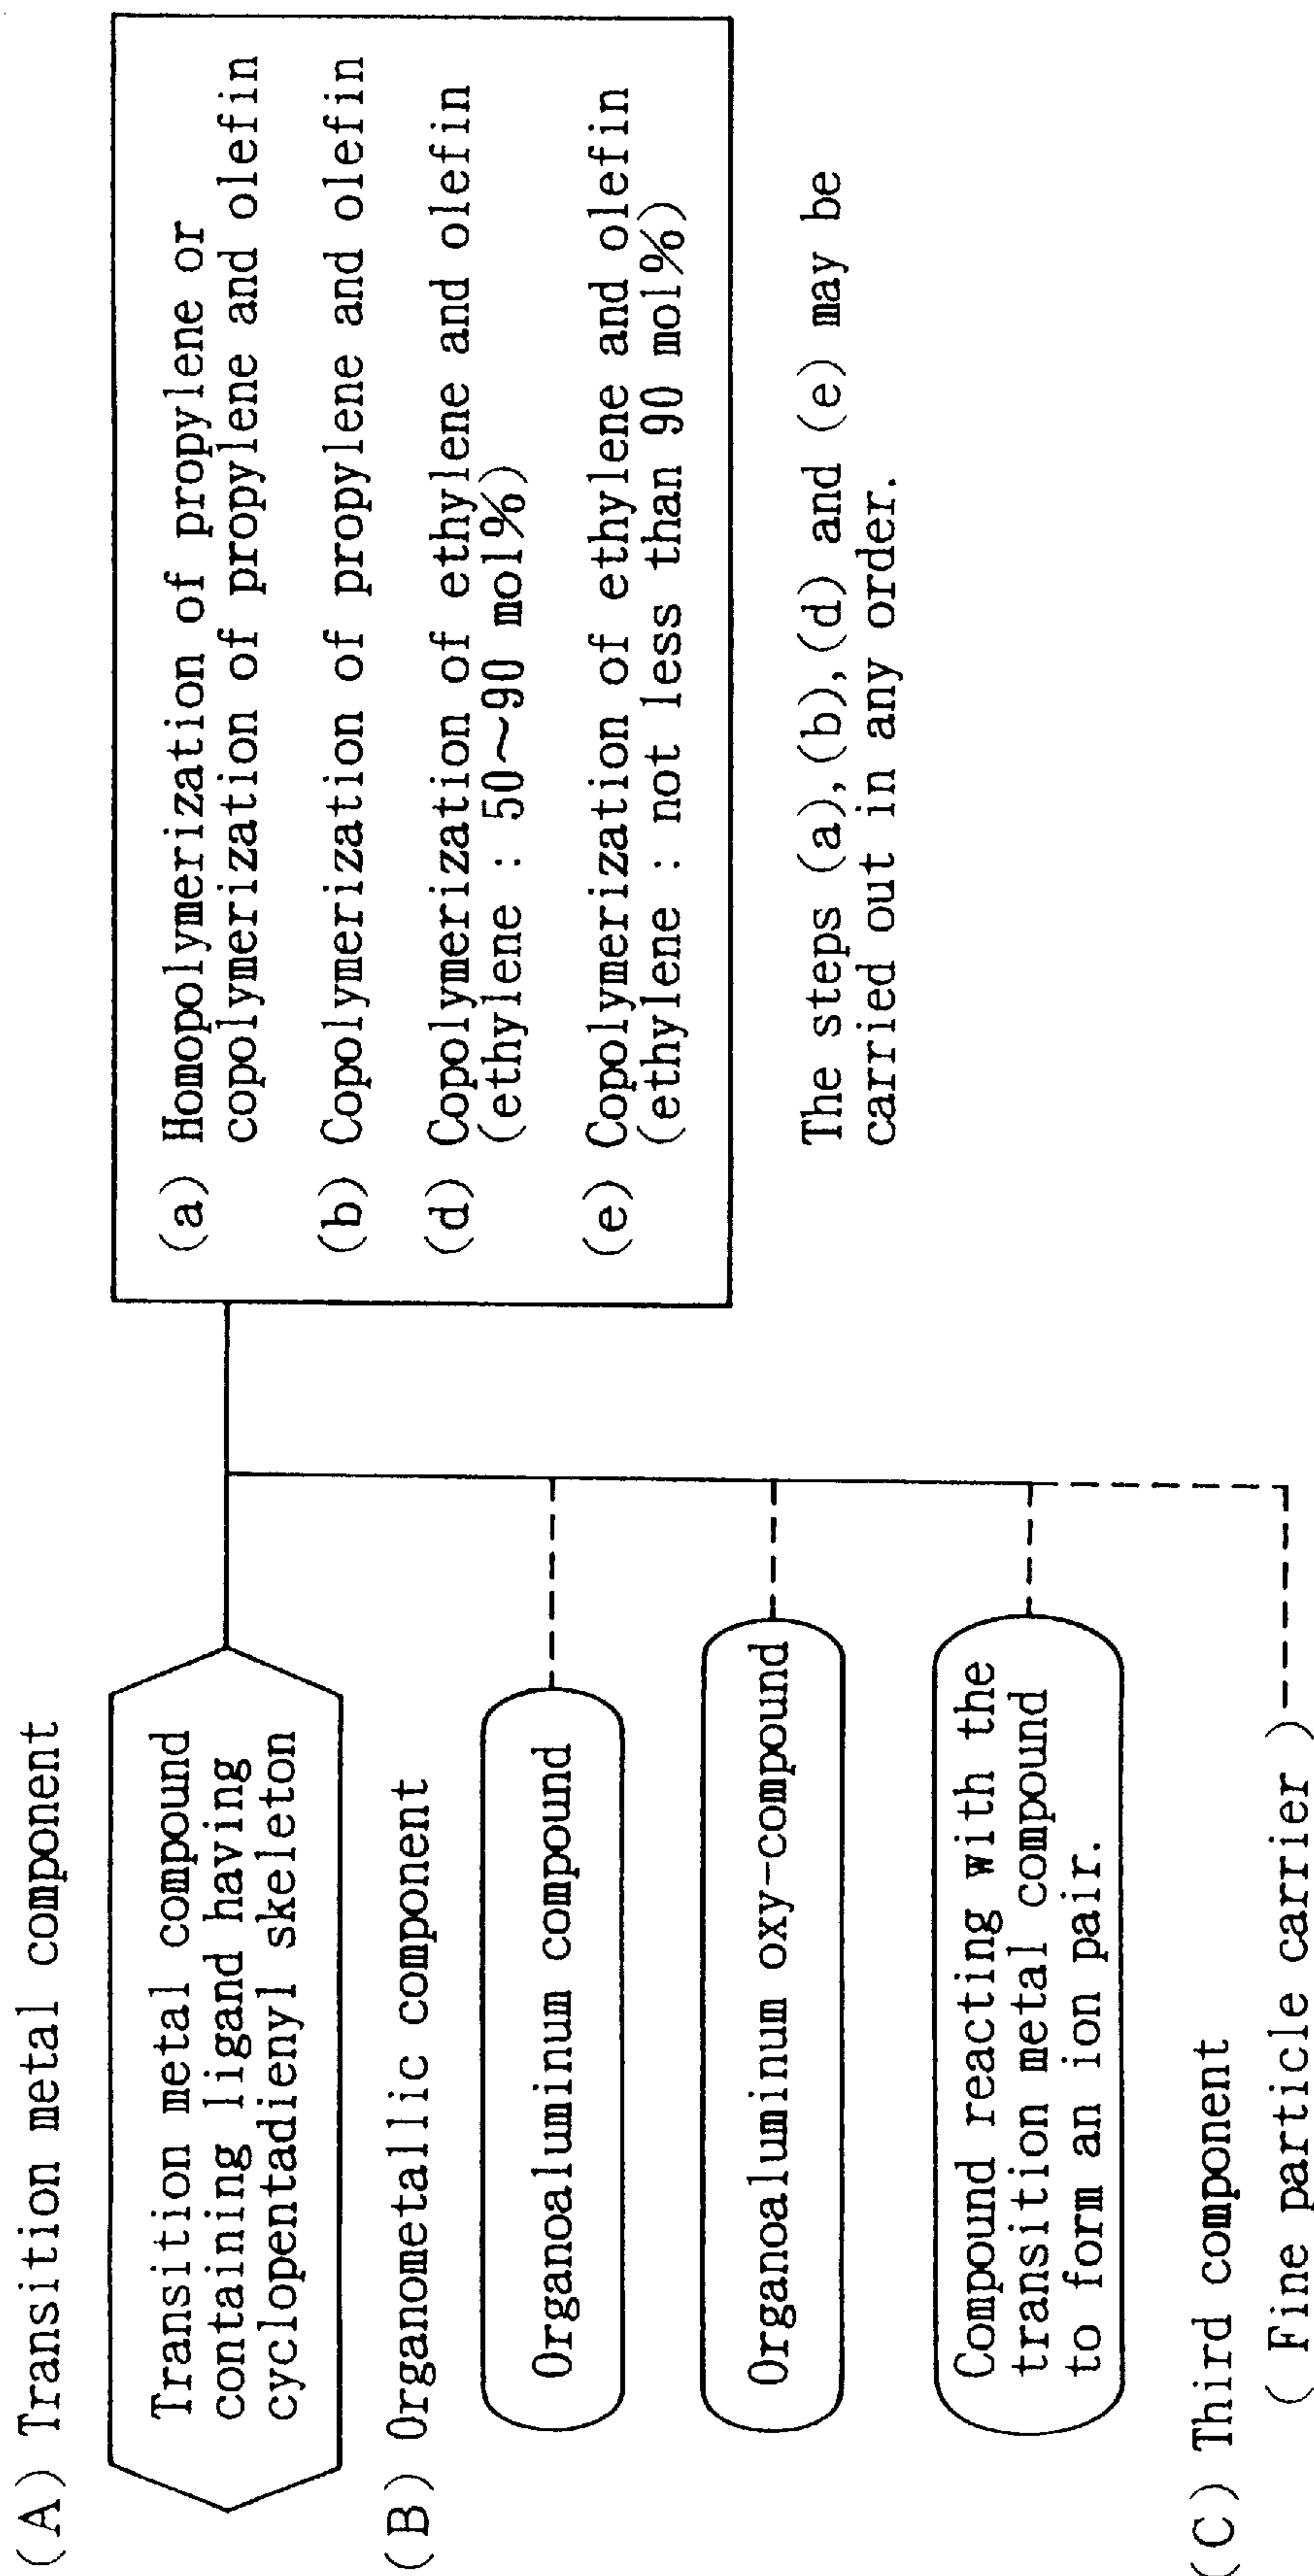 (A) Transition metal component
Transition metal compound
containing ligand having
cyclopentadienyl skeleton
(B) Organometallic component
Organoaluminum compound
Organoaluminum oxy-compound
Compound reacting with the
transition metal compound
to form an ion pair.
(C) Third component
( Fine particle carrier )
(a) Homopolymerization of propylene or
copolymerization of propylene and olefin
(b) Copolymerization of propylene and olefin
(d) Copolymerization of ethylene and olefin
(ethylene : 50~90 mol%)
(e) Copolymerization of ethylene and olefin
(ethylene : not less than 90 mol%)
The steps (a),(b),(d) and (e) may be
carried out in any order.